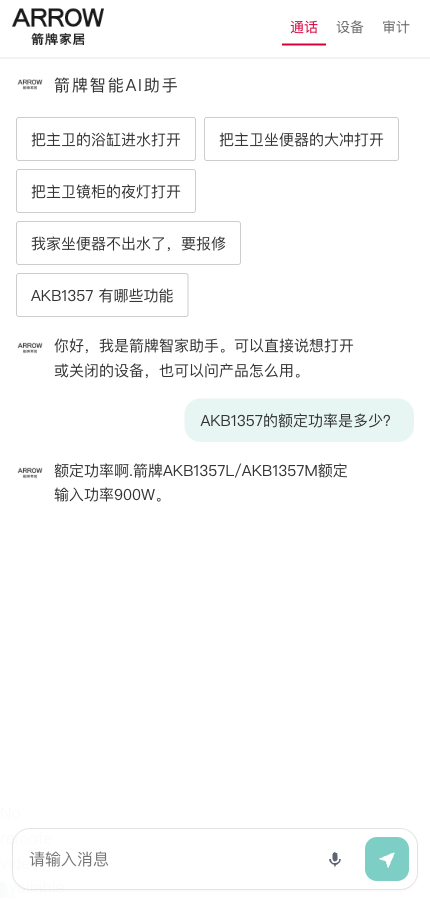 ARROW
箭牌家居
通话 设备 审计
ARROW
箭牌家居
箭牌智能AI助手
把主卫的浴缸进水打开
把主卫坐便器的大冲打开
把主卫镜柜的夜灯打开
我家坐便器不出水了，要报修
AKB1357 有哪些功能
ARROW
箭牌家居
你好，我是箭牌智家助手。可以直接说想打开
或关闭的设备，也可以问产品怎么用。
AKB1357的额定功率是多少？
ARROW
箭牌家居
额定功率啊.箭牌AKB1357L/AKB1357M额定
输入功率900W。
请输入消息